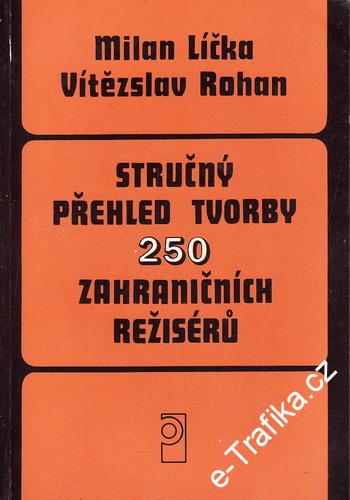 Milan Líčka
Vítězslav Rohan
STRUČNÝ
PŘEHLED TVORBY
250
ZAHRANIČNÍCH
REŽISÉRŮ
e-Trafika.cz